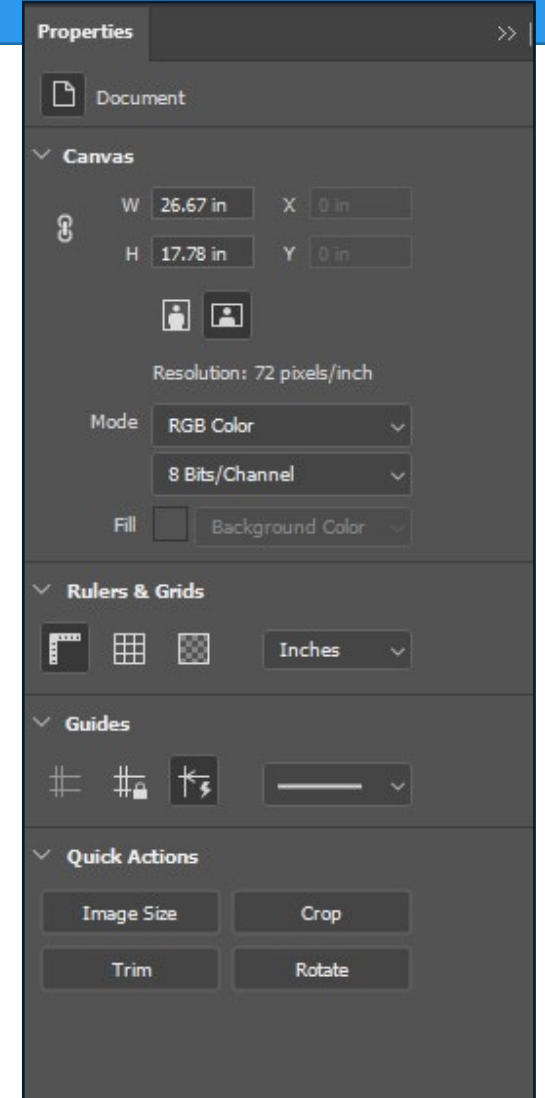 Properties
Document
Canvas
W 26.67 in X 0 in
H 17.78 in Y 0 in
Resolution: 72 pixels/inch
Mode RGB Color
8 Bits/Channel
Fill Background Color
Rulers & Grids
Inches
Guides
Quick Actions
Image Size Crop
Trim Rotate